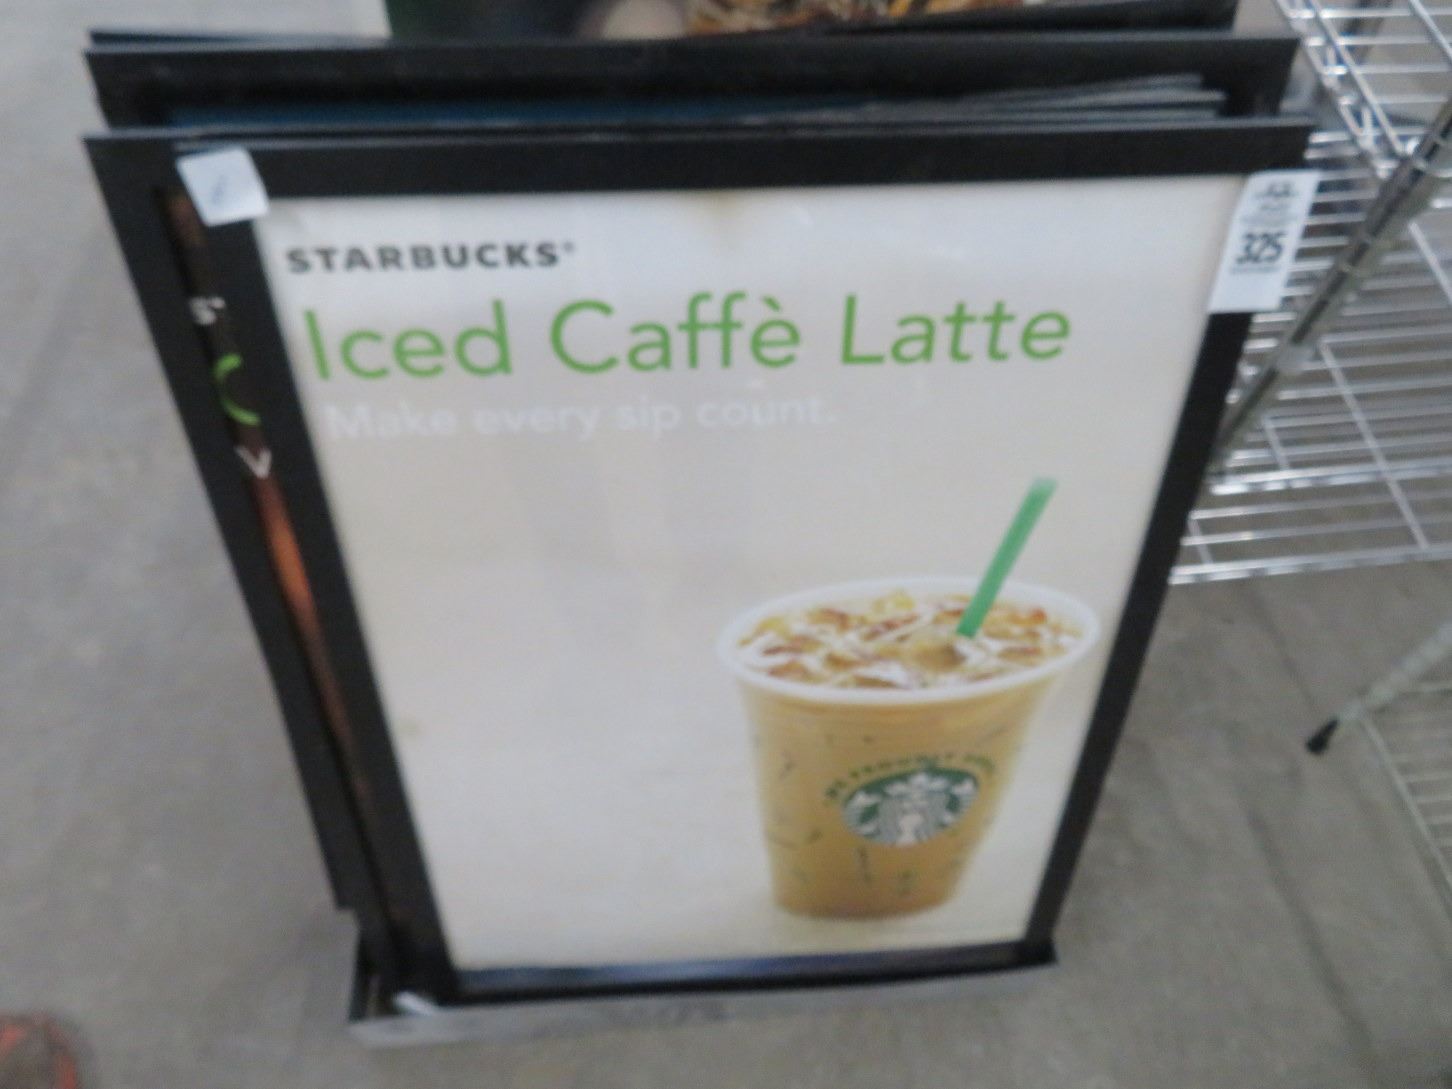 STARBUCKS®
Iced Caffè Latte
Make every sip count.
325